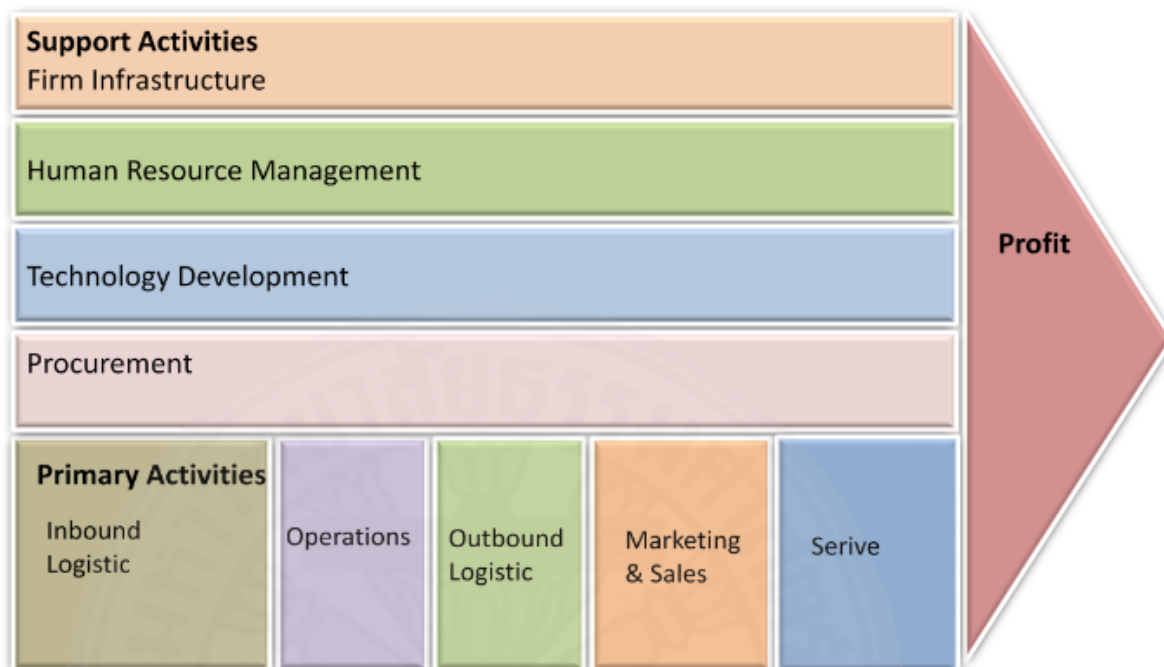 Support Activities
Firm Infrastructure
Human Resource Management
Technology Development
Procurement
Profit
Primary Activities
Inbound
Logistic
Operations
Outbound
Logistic
Marketing
& Sales
Serive